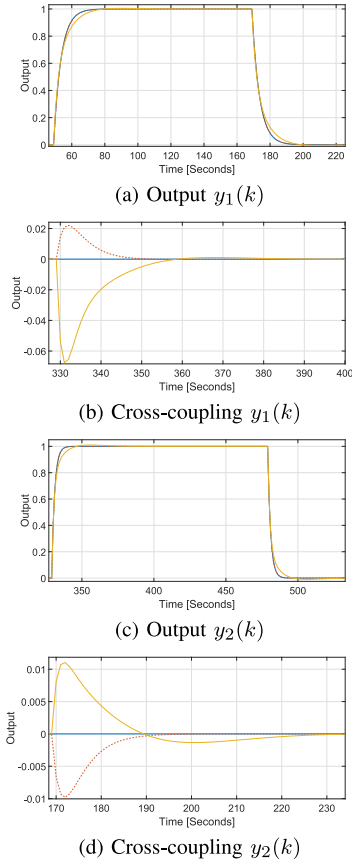 1
0.8
0.6
0.4
0.2
0
Output
60 80 100 120 140 160 180 200 220
Time [Seconds]
(a) Output y₁(k)
0.02
0
-0.02
-0.04
-0.06
Output
330 340 350 360 370 380 390 400
Time [Seconds]
(b) Cross-coupling y₁(k)
1
0.8
0.6
0.4
0.2
0
Output
350 400 450 500
Time [Seconds]
(c) Output y₂(k)
0.01
0.005
0
-0.005
-0.01
Output
170 180 190 200 210 220 230
Time [Seconds]
(d) Cross-coupling y₂(k)